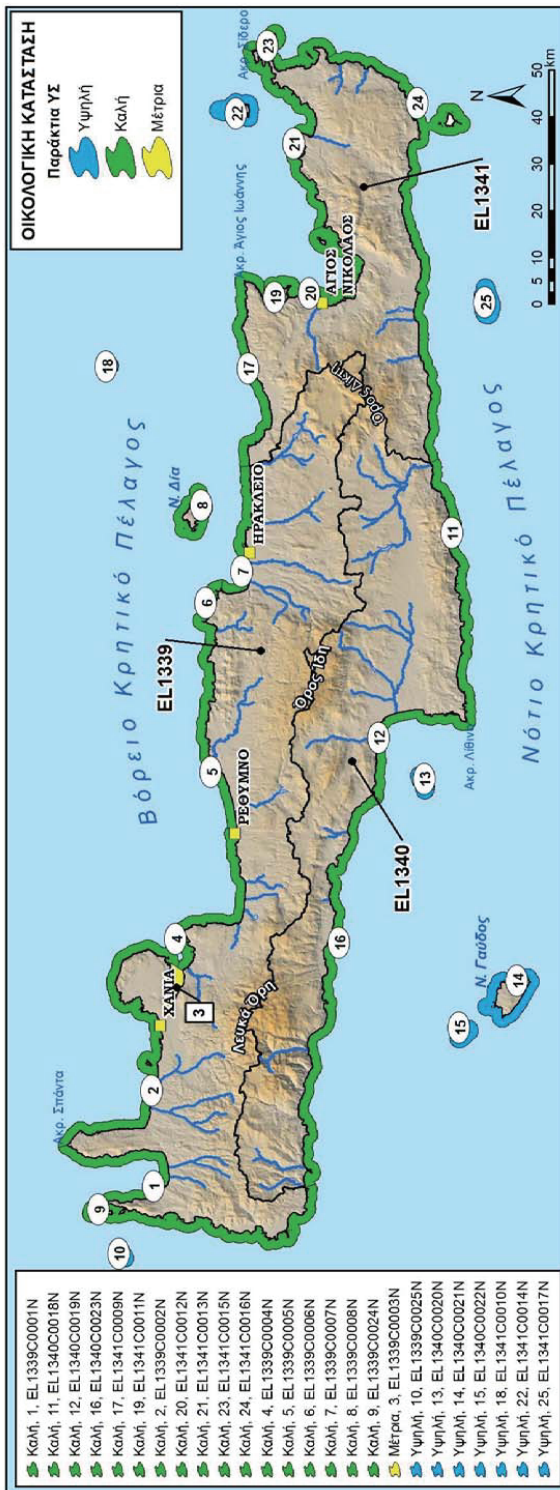 ΟΙΚΟΛΟΓΙΚΗ ΚΑΤΑΣΤΑΣΗ
Παράκτια ΥΣ
Υψηλή
Καλή
Μέτρια
Καλή, 1, EL1339C0001N
Καλή, 11, EL1340C0018N
Καλή, 12, EL1340C0019N
Καλή, 16, EL1340C0023N
Καλή, 17, EL1341C0009N
Καλή, 19, EL1341C0011N
Καλή, 2, EL1339C0002N
Καλή, 20, EL1341C0012N
Καλή, 21, EL1341C0013N
Καλή, 23, EL1341C0015N
Καλή, 24, EL1341C0016N
Καλή, 4, EL1339C0004N
Καλή, 5, EL1339C0005N
Καλή, 6, EL1339C0006N
Καλή, 7, EL1339C0007N
Καλή, 8, EL1339C0008N
Καλή, 9, EL1339C0024N
Μέτρια, 3, EL1339C0003N
Υψηλή, 10, EL1339C0025N
Υψηλή, 13, EL1340C0020N
Υψηλή, 14, EL1340C0021N
Υψηλή, 15, EL1340C0022N
Υψηλή, 18, EL1341C0010N
Υψηλή, 22, EL1341C0014N
Υψηλή, 25, EL1341C0017N
Βόρειο Κρητικό Πέλαγος
Νότιο Κρητικό Πέλαγος
Ακρ. Σπάντα
Ακρ. Άγιος Ιωάννης
Ακρ. Σίδερο
Ακρ. Λίθινο
Ν. Δία
Ν. Γαύδος
ΧΑΝΙΑ
ΡΕΘΥΜΝΟ
ΗΡΑΚΛΕΙΟ
ΑΓΙΟΣ
ΝΙΚΟΛΑΟΣ
Λευκά Όρη
Όρος Ίδη
Όρος Δίκτη
EL1339
EL1340
EL1341
1
2
3
4
5
6
7
8
9
10
11
12
13
14
15
16
17
18
19
20
21
22
23
24
25
N
0 5 10 20 30 40 50
km